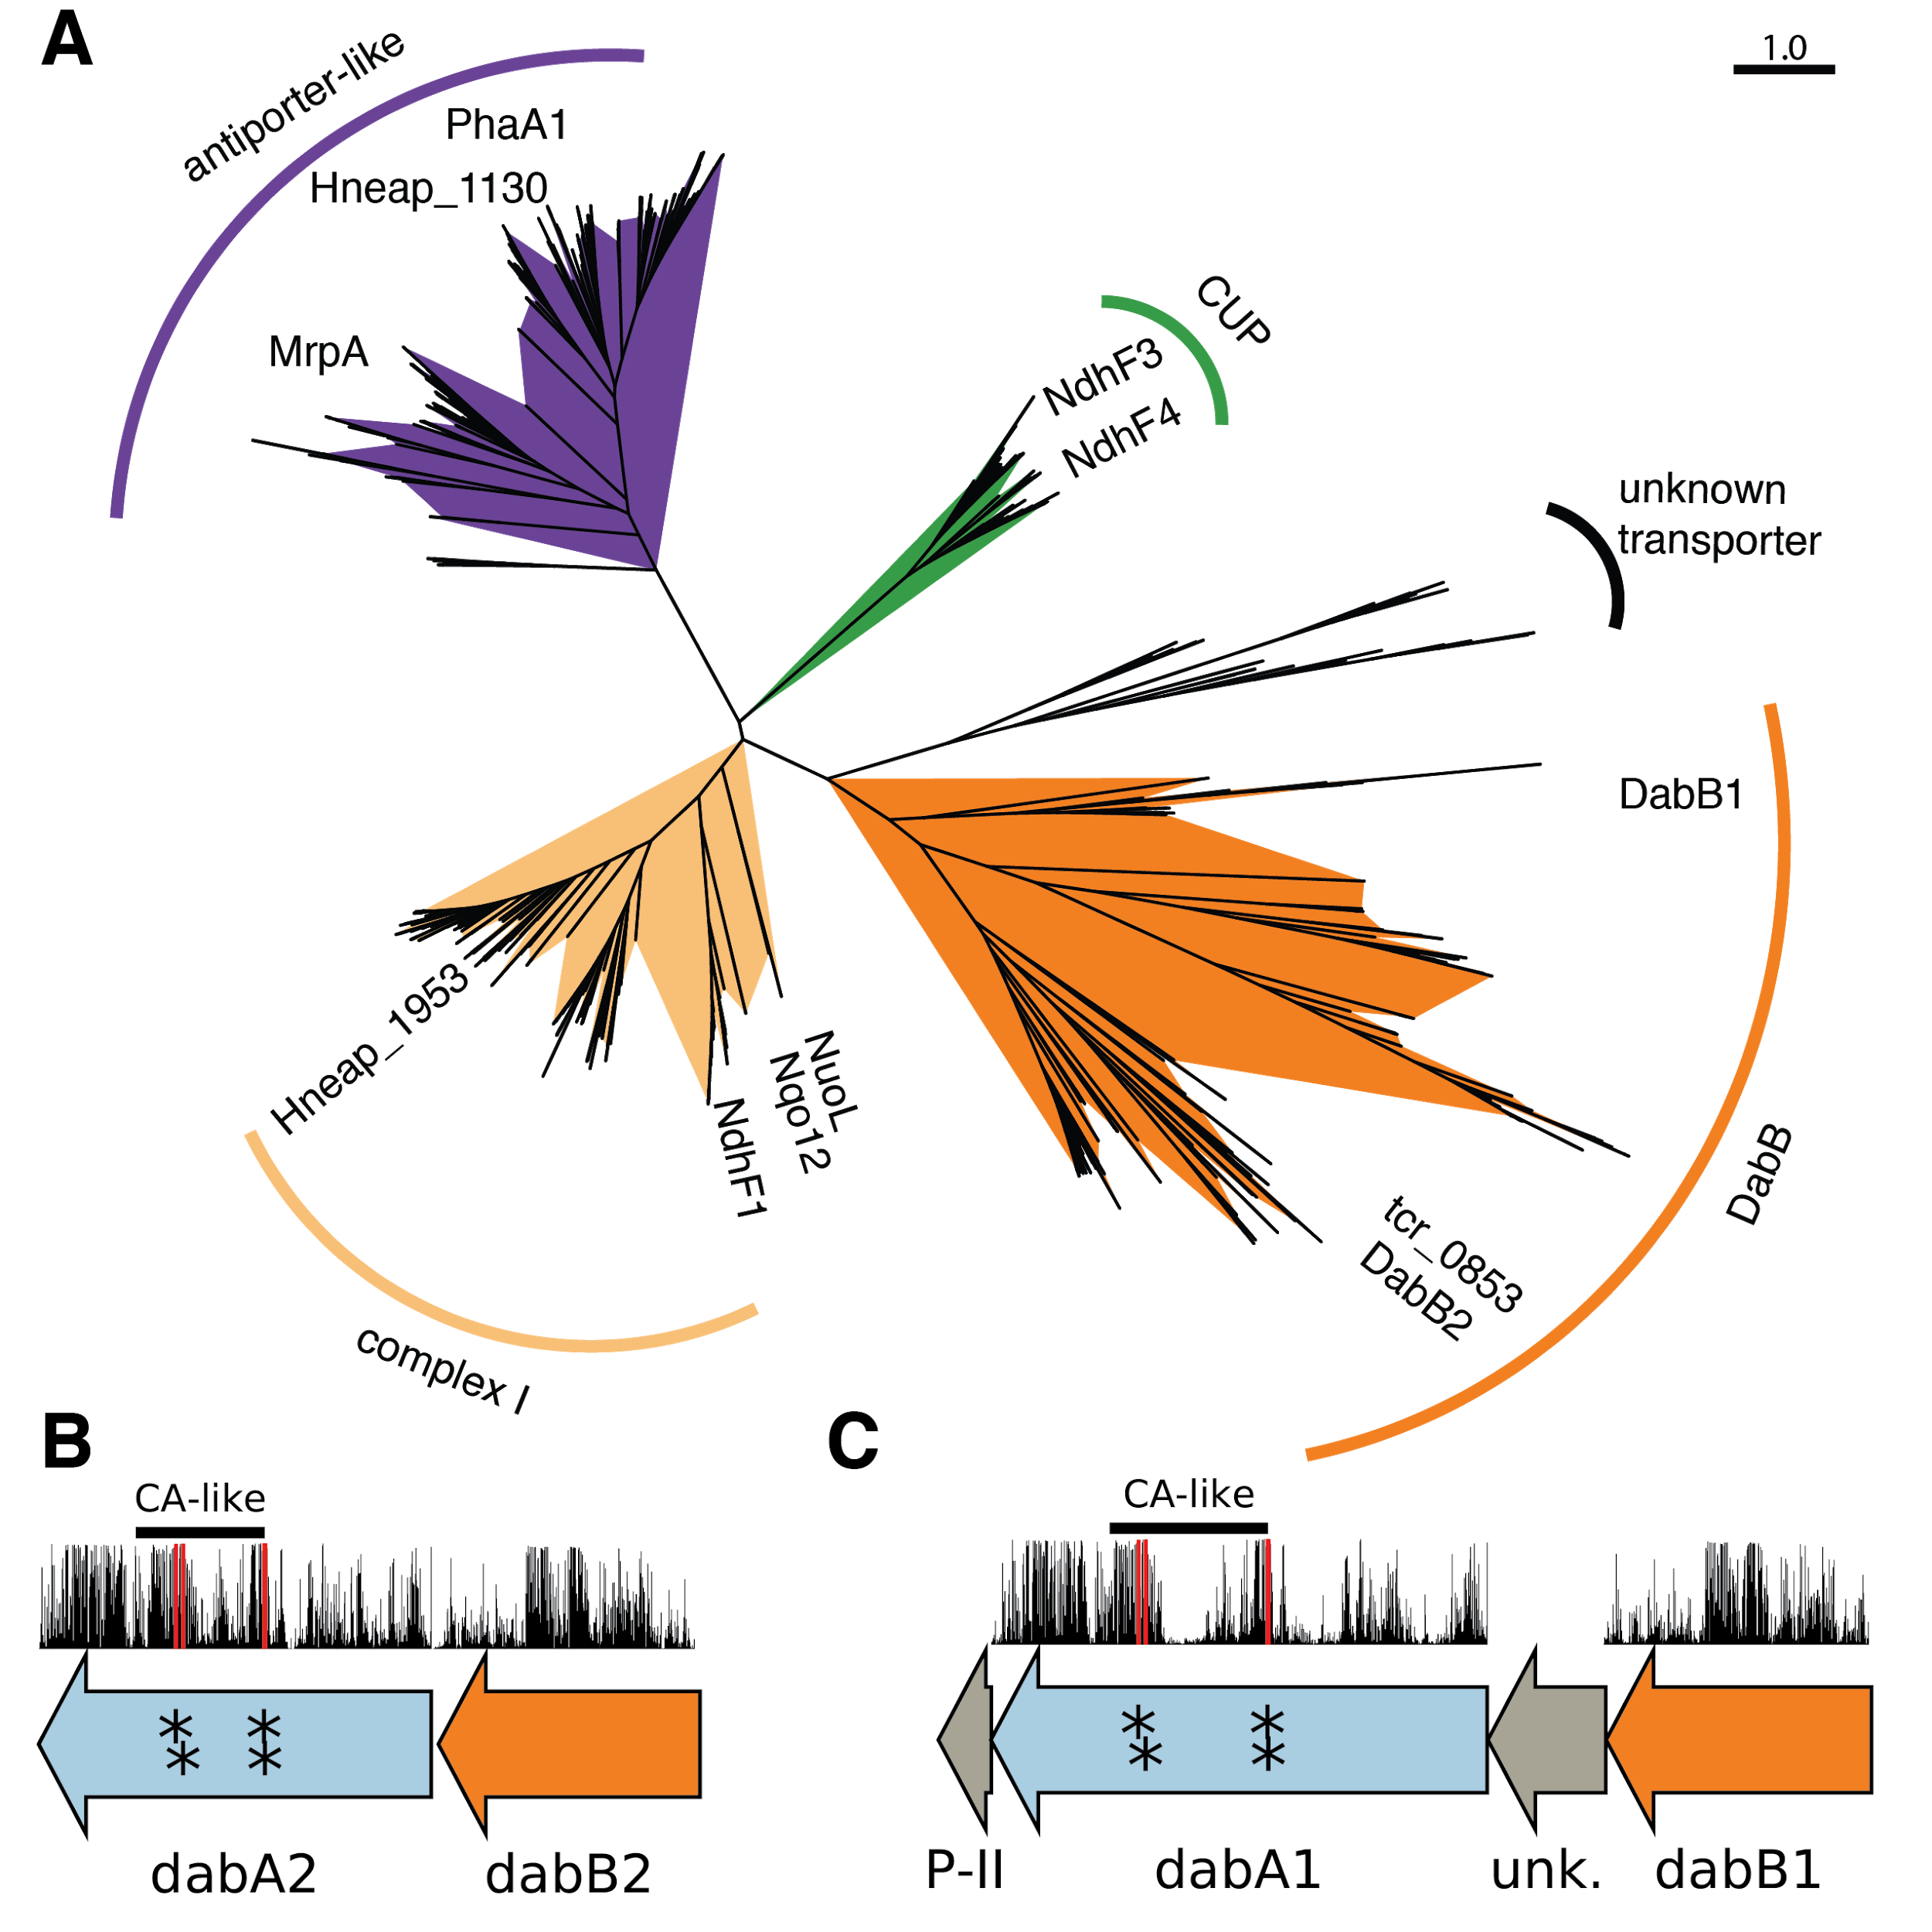 A
1.0
antiporter-like
PhaA1
Hneap_1130
MrpA
CUP
NdhF3
NdhF4
unknown
transporter
DabB1
DabB
tcr_0853
DabB2
Hneap_1953
NuoL
Nqo12
NdhF1
complex I
B
CA-like
**
**
dabA2
dabB2
C
CA-like
**
**
P-II
dabA1
unk.
dabB1